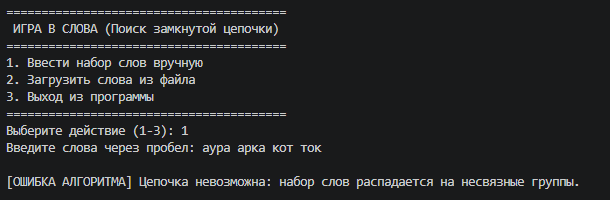 ========================================
ИГРА В СЛОВА (Поиск замкнутой цепочки)
========================================
1. Ввести набор слов вручную
2. Загрузить слова из файла
3. Выход из программы
========================================
Выберите действие (1-3): 1
Введите слова через пробел: аура арка кот ток
[ОШИБКА АЛГОРИТМА] Цепочка невозможна: набор слов распадается на несвязные группы.